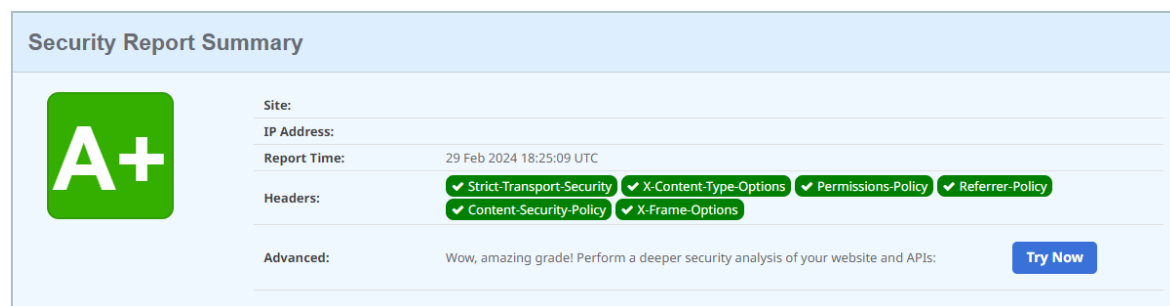 Security Report Summary
A+
Site:
IP Address:
Report Time: 29 Feb 2024 18:25:09 UTC
Headers: Strict-Transport-Security X-Content-Type-Options Permissions-Policy Referrer-Policy
Content-Security-Policy X-Frame-Options
Advanced: Wow, amazing grade! Perform a deeper security analysis of your website and APIs: Try Now